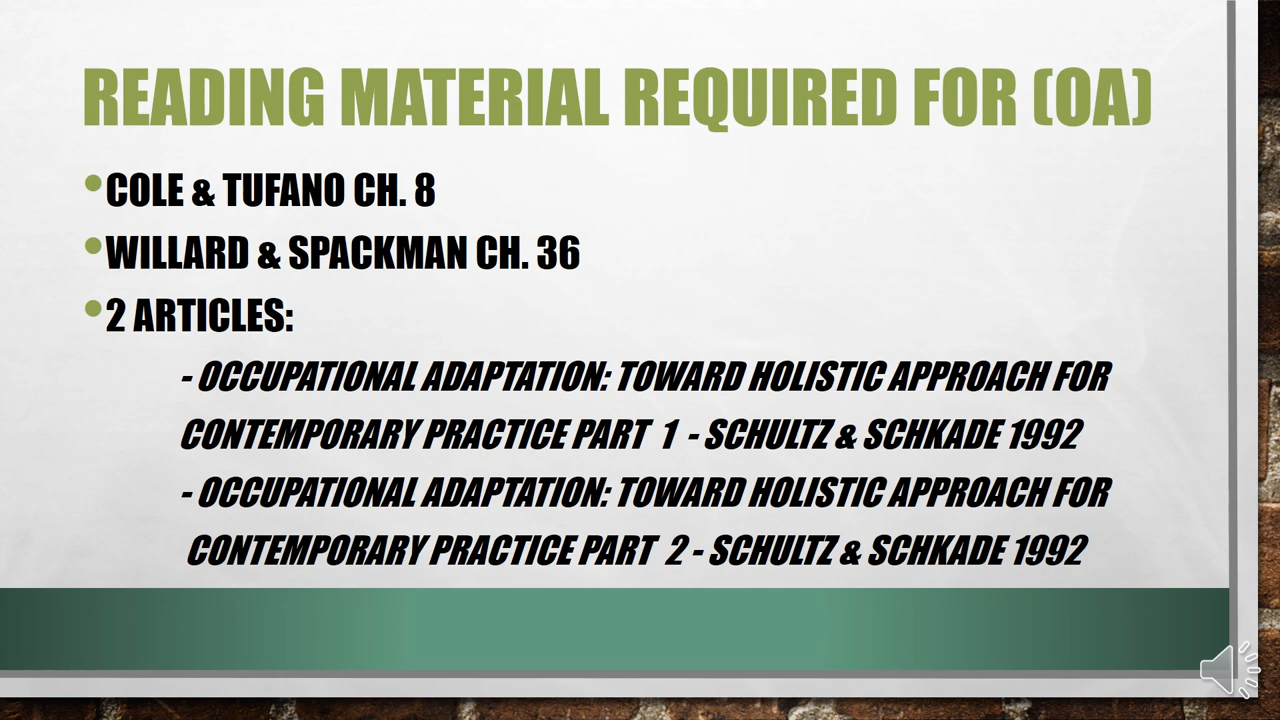 READING MATERIAL REQUIRED FOR (OA)
•COLE & TUFANO CH. 8
•WILLARD & SPACKMAN CH. 36
•2 ARTICLES:
- OCCUPATIONAL ADAPTATION: TOWARD HOLISTIC APPROACH FOR
CONTEMPORARY PRACTICE PART 1 - SCHULTZ & SCHKADE 1992
- OCCUPATIONAL ADAPTATION: TOWARD HOLISTIC APPROACH FOR
CONTEMPORARY PRACTICE PART 2 - SCHULTZ & SCHKADE 1992